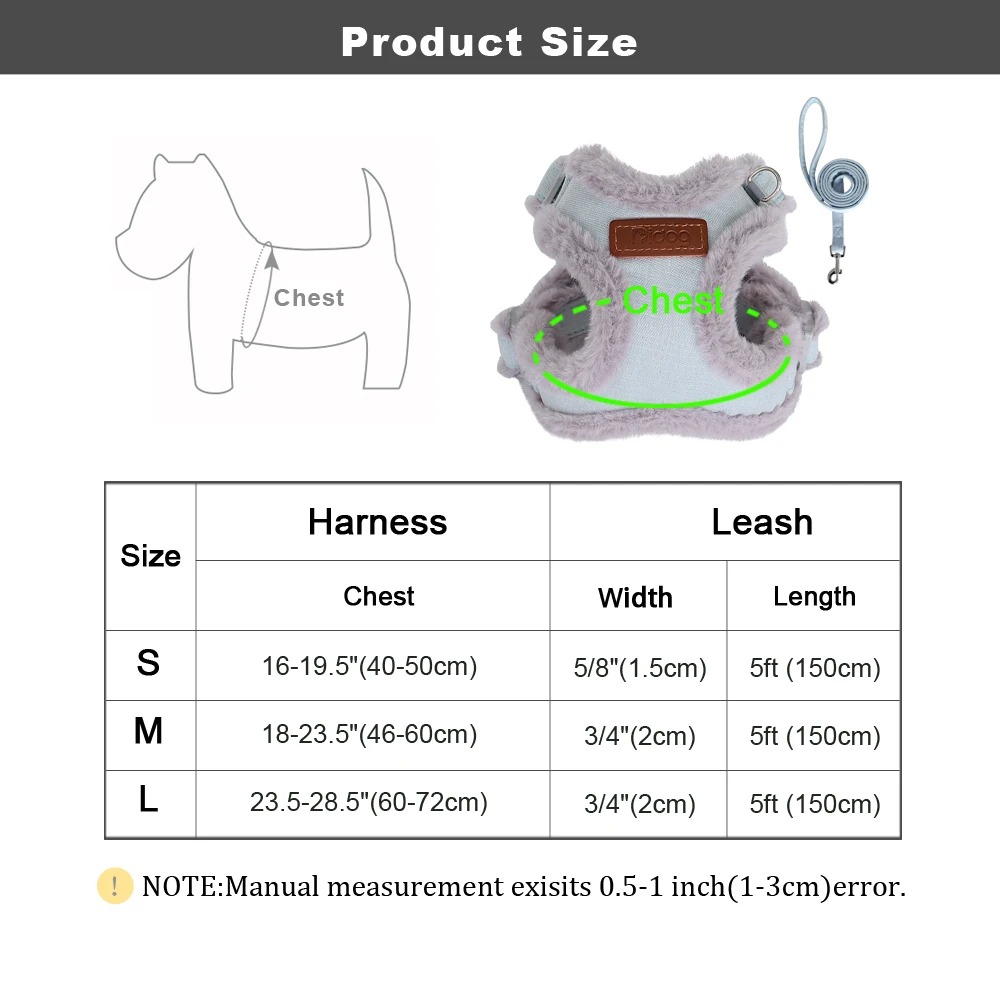 Product Size
Chest
Chest
Size
Harness
Leash
Chest
Width
Length
S
16-19.5"(40-50cm)
5/8"(1.5cm)
5ft (150cm)
M
18-23.5"(46-60cm)
3/4"(2cm)
5ft (150cm)
L
23.5-28.5"(60-72cm)
3/4"(2cm)
5ft (150cm)
! NOTE:Manual measurement exisits 0.5-1 inch(1-3cm)error.